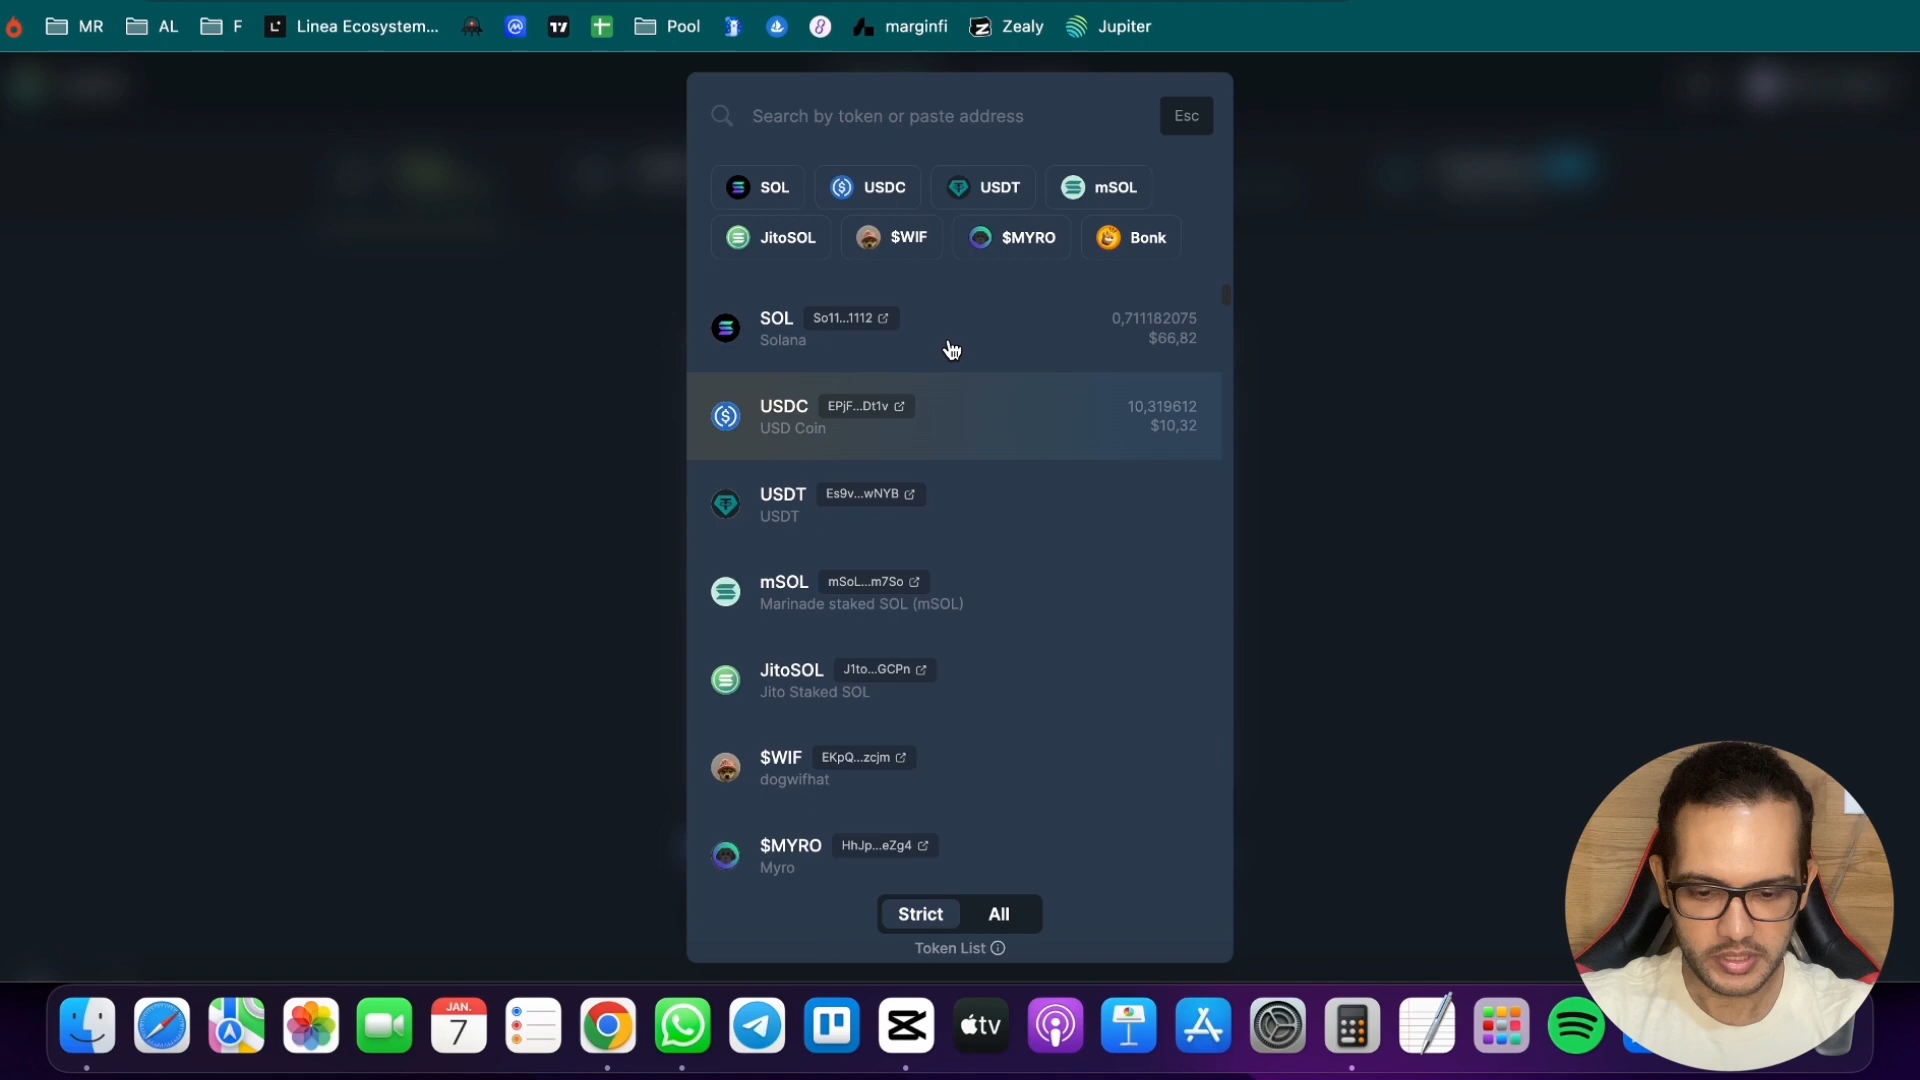 MR AL F Linea Ecosystem... Pool marginfi Zealy Jupiter
Search by token or paste address Esc
SOL USDC USDT mSOL
JitoSOL $WIF $MYRO Bonk
SOL So11...1112 0,711182075
Solana $66,82
USDC EPjF...Dt1v 10,319612
USD Coin $10,32
USDT Es9v...wNYB
USDT
mSOL mSoL...m7So
Marinade staked SOL (mSOL)
JitoSOL J1to...GCPn
Jito Staked SOL
$WIF EKpQ...zcjm
dogwifhat
$MYRO HhJp...eZg4
Myro
Strict All
Token List
JAN.
7
tv